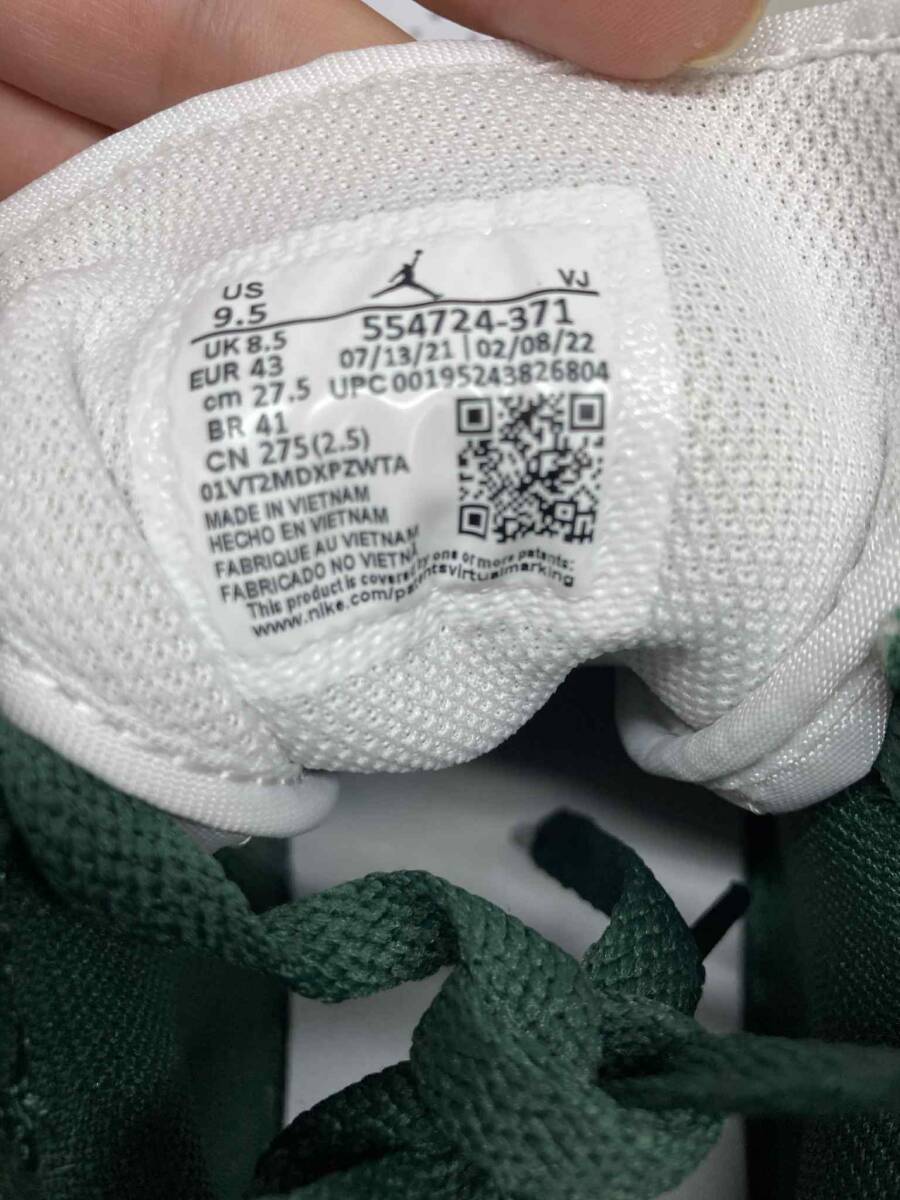 US
9.5
VJ
554724-371
UK 8.5
07/13/21 | 02/08/22
EUR 43
UPC 00195243826804
cm 27.5
BR 41
CN 275(2.5)
01VT2MDXPZWTA
MADE IN VIETNAM
HECHO EN VIETNAM
FABRIQUE AU VIETNAM
FABRICADO NO VIETNA
This product is covered by one or more patents:
www.nike.com/patentsvirtualmarking